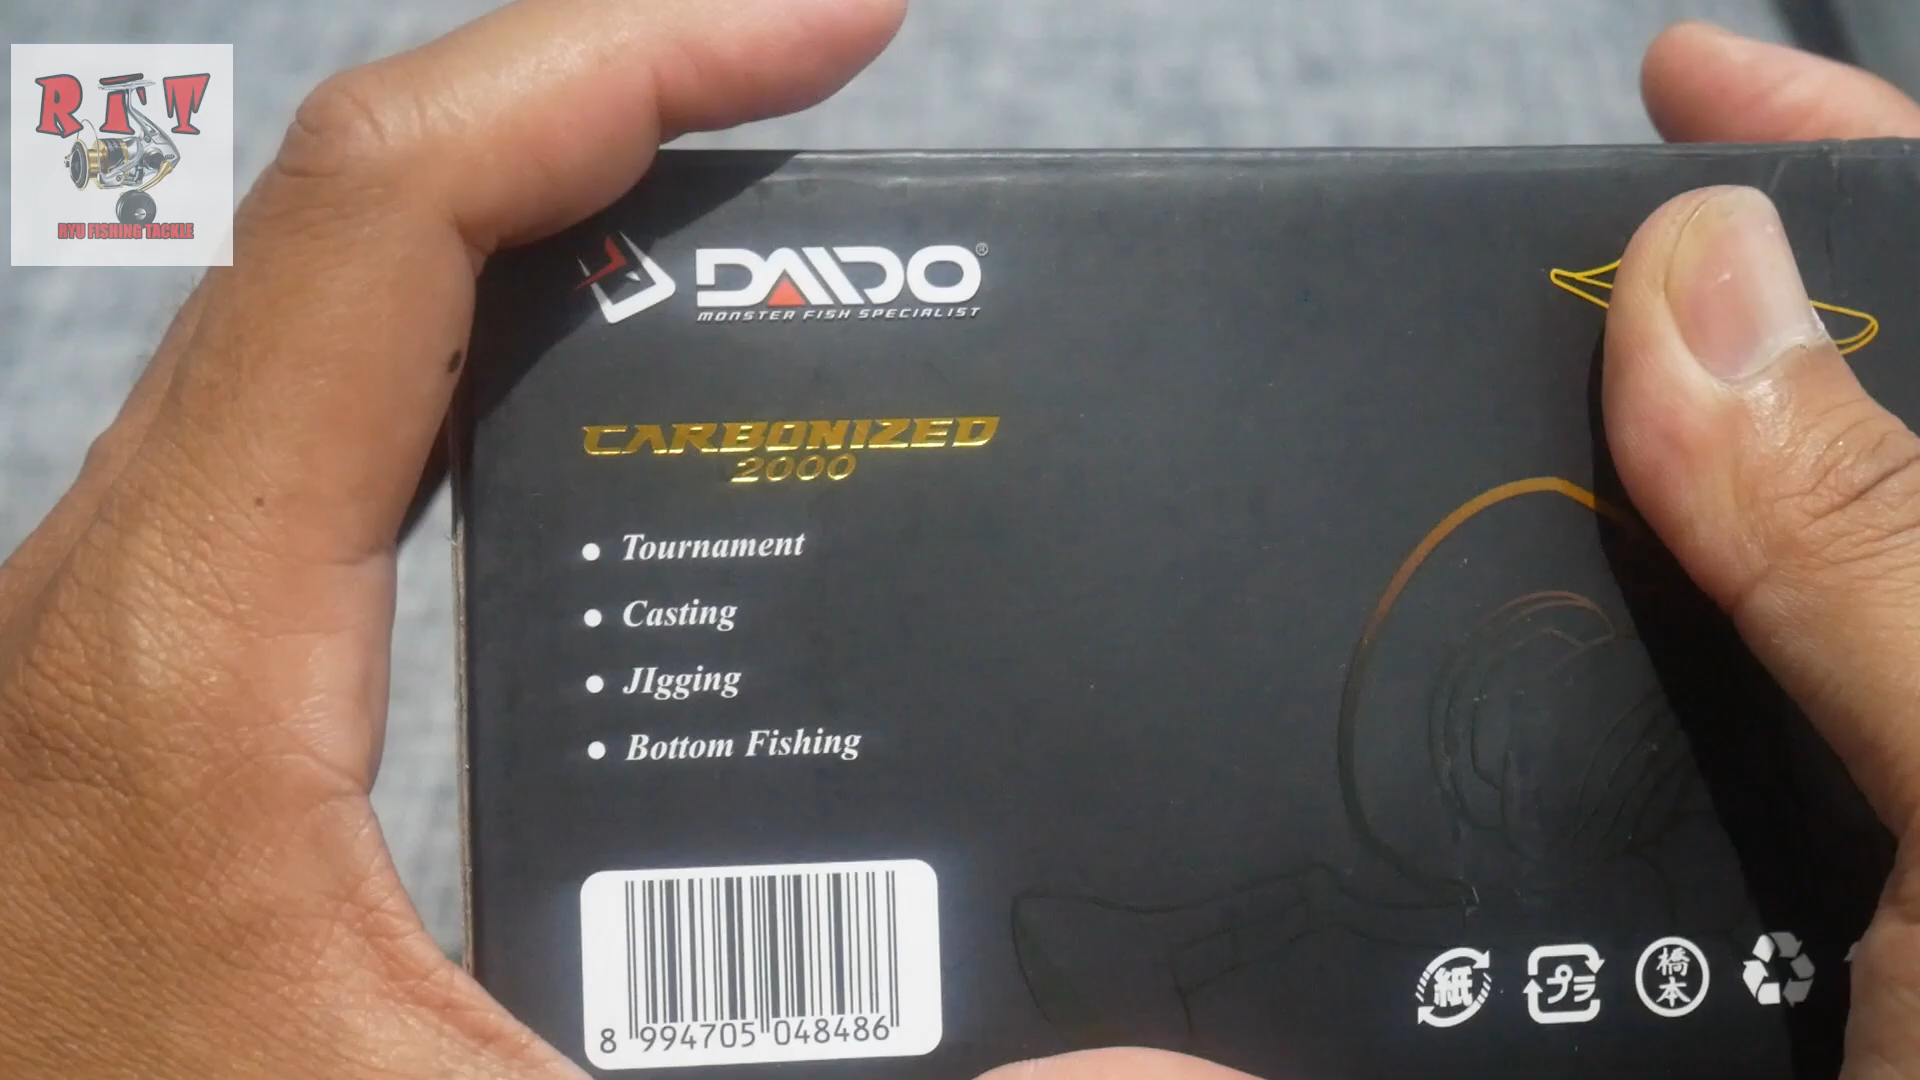 RFT
RYU FISHING TACKLE
DAIDO®
MONSTER FISH SPECIALIST
CARBONIZED
2000
● Tournament
● Casting
● JIgging
● Bottom Fishing
8 994705 048486
紙
プラ
橋本